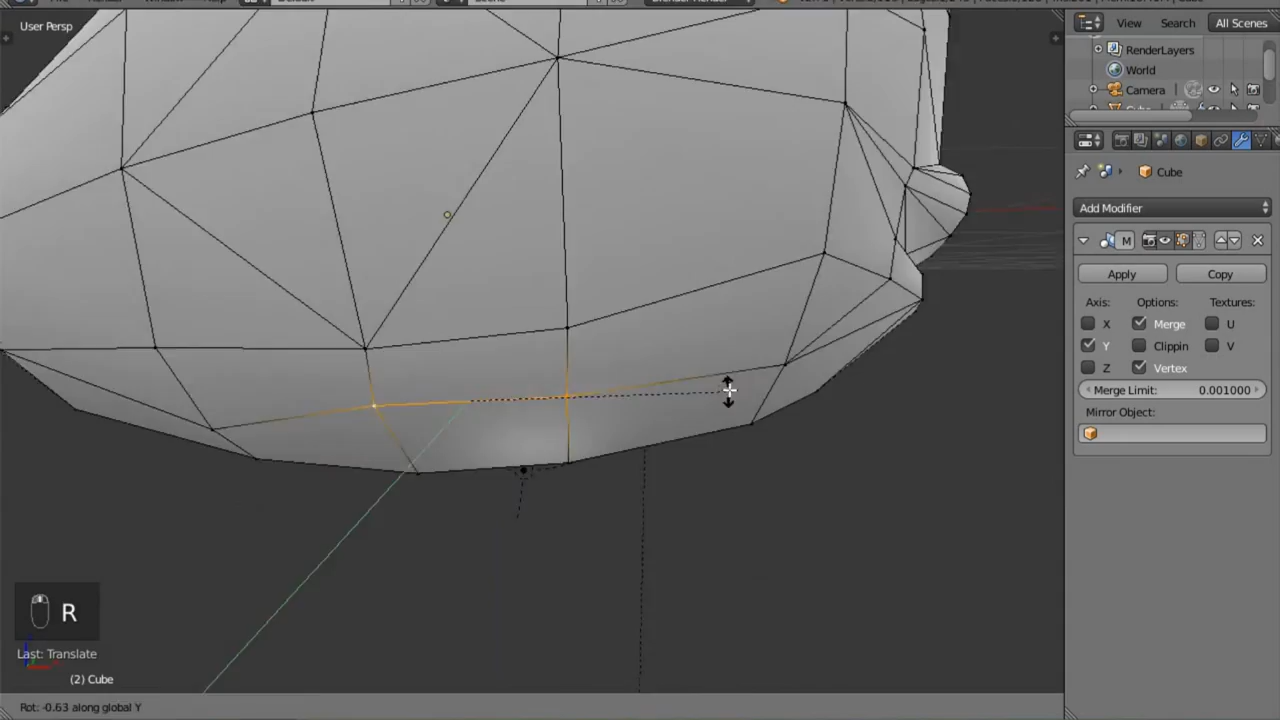 User Persp
View Search All Scenes
RenderLayers
World
Camera
Cube
Add Modifier
M
Apply Copy
Axis: Options: Textures:
X Merge U
Y Clippin V
Z Vertex
Merge Limit: 0.001000
Mirror Object:
R
Last: Translate
(2) Cube
Rot: -0.63 along global Y